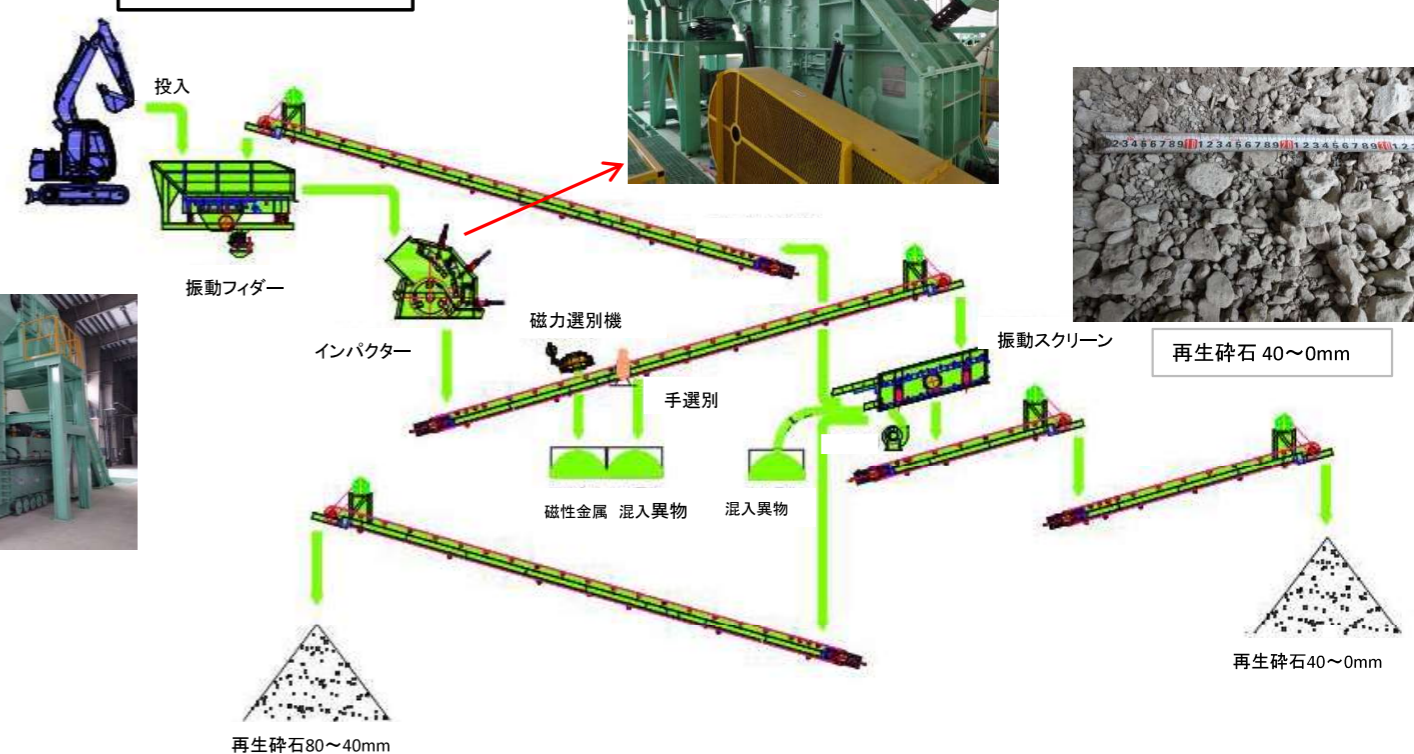 投入
振動フィダー
インパクター
磁力選別機
手選別
振動スクリーン
再生砕石 40～0mm
磁性金属 混入異物
混入異物
再生砕石40～0mm
再生砕石80～40mm